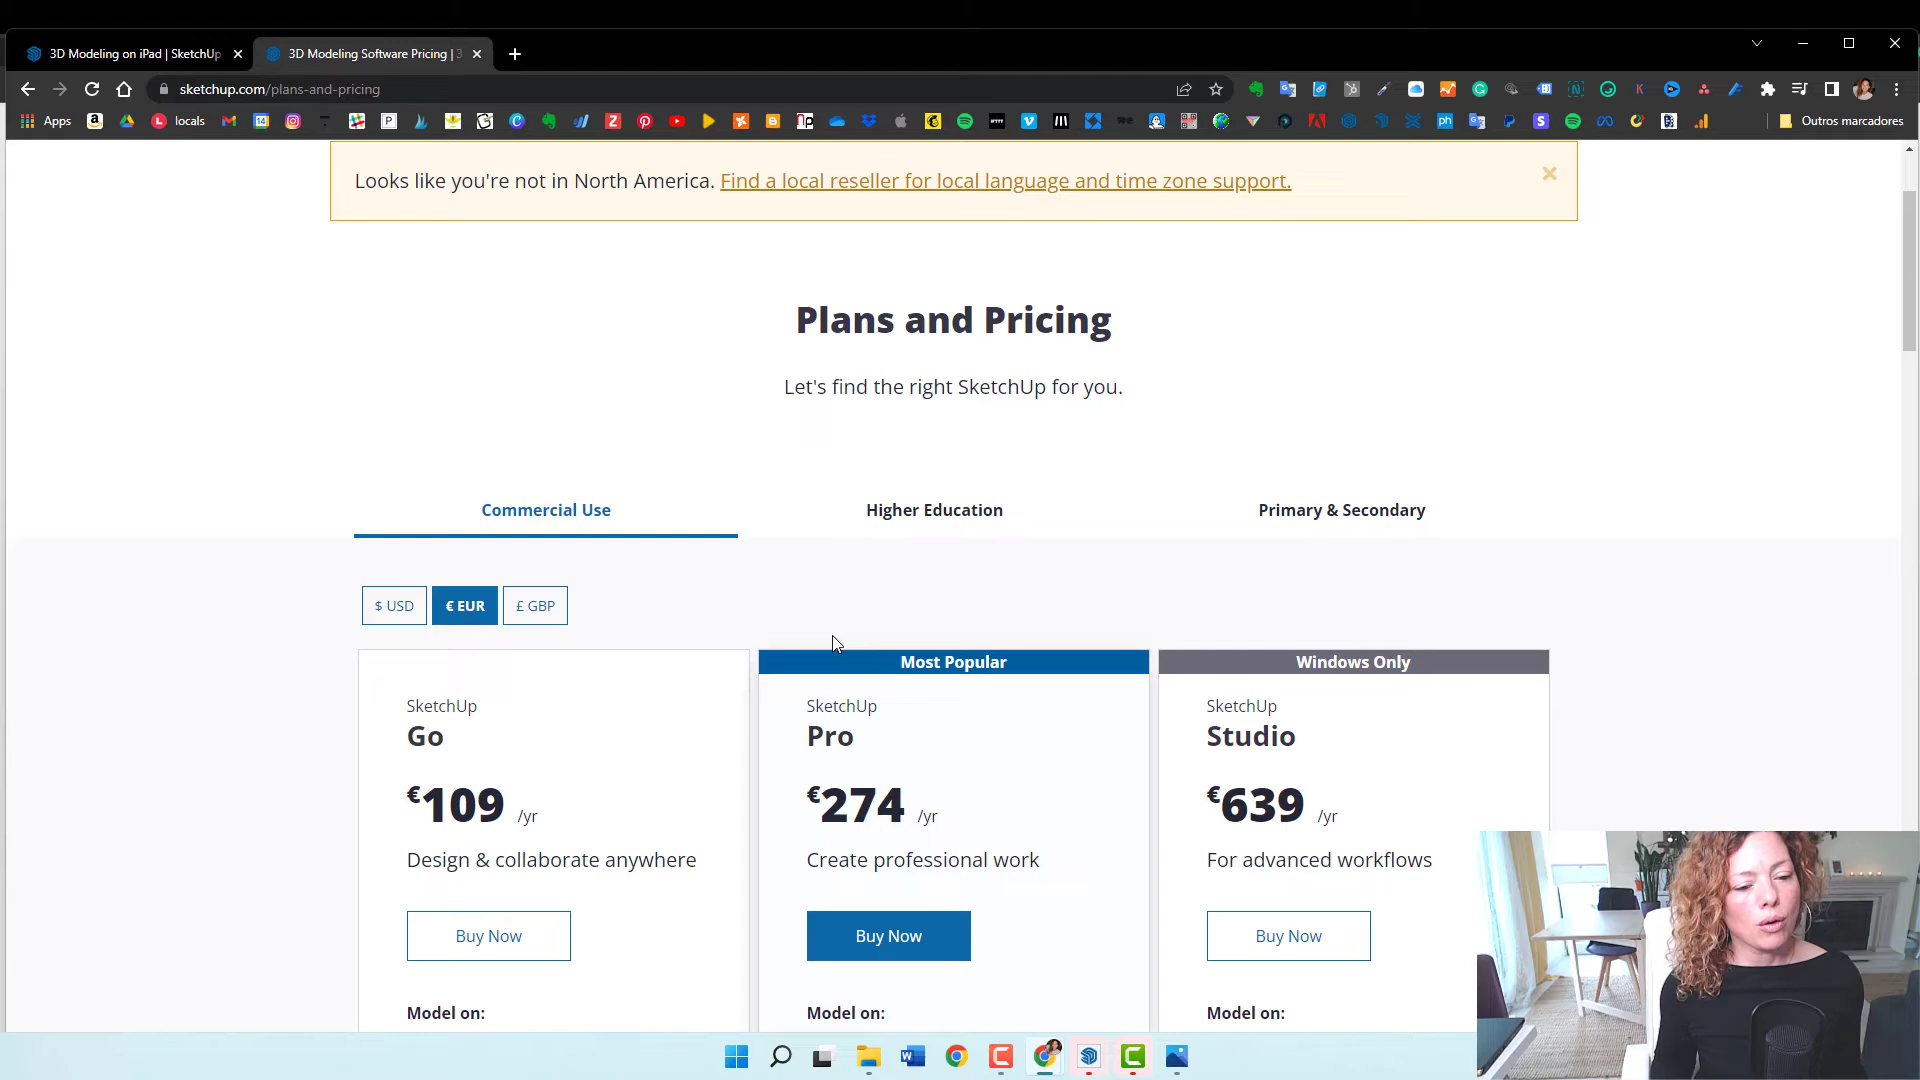 3D Modeling on iPad | SketchUp
3D Modeling Software Pricing | 3
sketchup.com/plans-and-pricing
Apps
locals
Outros marcadores
Looks like you're not in North America. Find a local reseller for local language and time zone support.
Plans and Pricing
Let's find the right SketchUp for you.
Commercial Use Higher Education Primary & Secondary
$ USD € EUR £ GBP
Most Popular Windows Only
SketchUp SketchUp SketchUp
Go Pro Studio
€109 /yr €274 /yr €639 /yr
Design & collaborate anywhere Create professional work For advanced workflows
Buy Now Buy Now Buy Now
Model on: Model on: Model on: